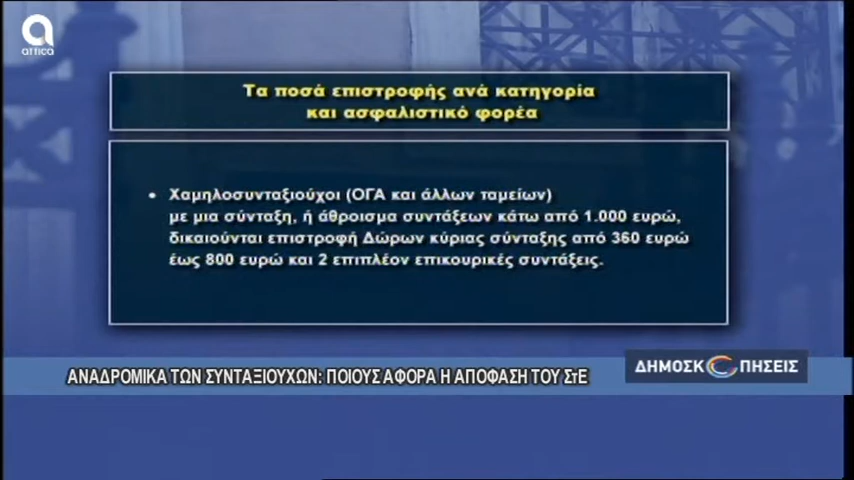 attica
Τα ποσά επιστροφής ανά κατηγορία
και ασφαλιστικό φορέα
• Χαμηλοσυνταξιούχοι (ΟΓΑ και άλλων ταμείων)
με μια σύνταξη, ή άθροισμα συντάξεων κάτω από 1.000 ευρώ,
δικαιούνται επιστροφή Δώρων κύριας σύνταξης από 360 ευρώ
έως 800 ευρώ και 2 επιπλέον επικουρικές συντάξεις.
ΔΗΜΟΣΚΟΠΗΣΕΙΣ
ΑΝΑΔΡΟΜΙΚΑ ΤΩΝ ΣΥΝΤΑΞΙΟΥΧΩΝ: ΠΟΙΟΥΣ ΑΦΟΡΑ Η ΑΠΟΦΑΣΗ ΤΟΥ ΣτΕ